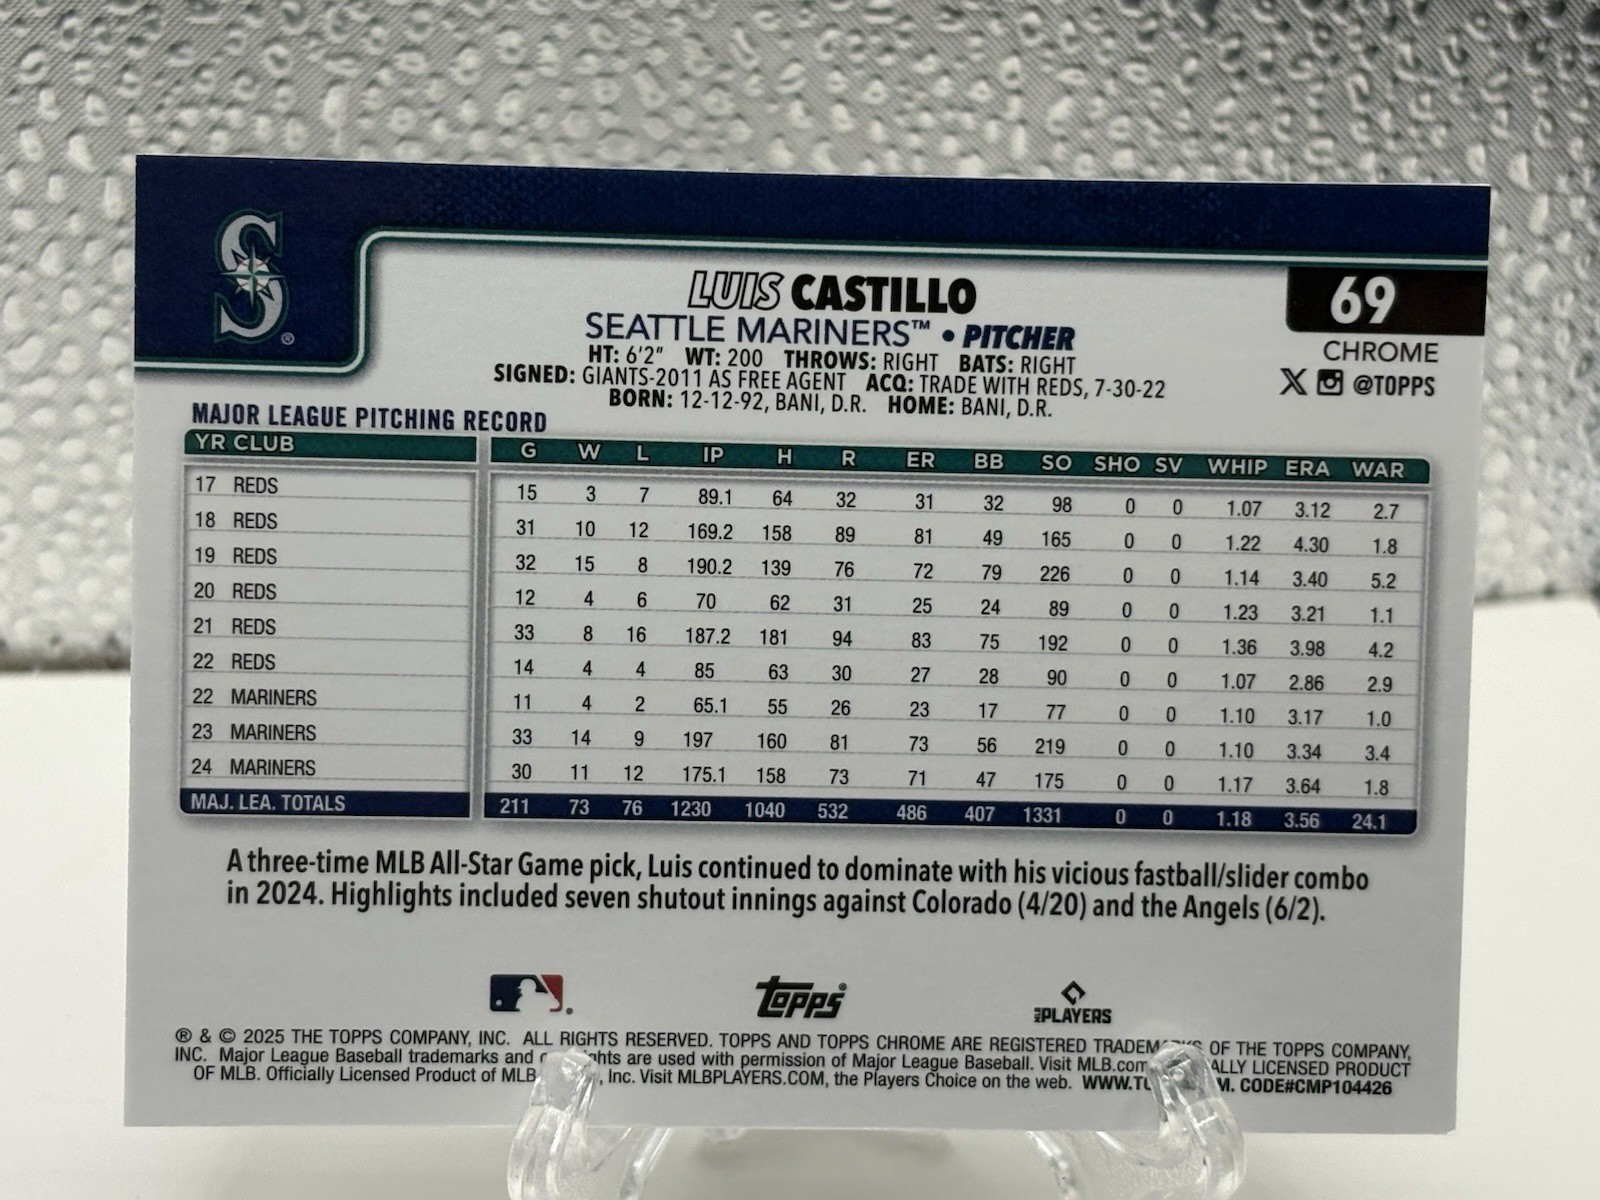 LUIS CASTILLO
69
SEATTLE MARINERS™ • PITCHER
CHROME
HT: 6'2" WT: 200 THROWS: RIGHT BATS: RIGHT
SIGNED: GIANTS-2011 AS FREE AGENT ACQ: TRADE WITH REDS, 7-30-22
X @TOPPS
BORN: 12-12-92, BANI, D.R. HOME: BANI, D.R.
MAJOR LEAGUE PITCHING RECORD
YR CLUB G W L IP H R ER BB SO SHO SV WHIP ERA WAR
17 REDS 15 3 7 89.1 64 32 31 32 98 0 0 1.07 3.12 2.7
18 REDS 31 10 12 169.2 158 89 81 49 165 0 0 1.22 4.30 1.8
19 REDS 32 15 8 190.2 139 76 72 79 226 0 0 1.14 3.40 5.2
20 REDS 12 4 6 70 62 31 25 24 89 0 0 1.23 3.21 1.1
21 REDS 33 8 16 187.2 181 94 83 75 192 0 0 1.36 3.98 4.2
22 REDS 14 4 4 85 63 30 27 28 90 0 0 1.07 2.86 2.9
22 MARINERS 11 4 2 65.1 55 26 23 17 77 0 0 1.10 3.17 1.0
23 MARINERS 33 14 9 197 160 81 73 56 219 0 0 1.10 3.34 3.4
24 MARINERS 30 11 12 175.1 158 73 71 47 175 0 0 1.17 3.64 1.8
MAJ. LEA. TOTALS 211 73 76 1230 1040 532 486 407 1331 0 0 1.18 3.56 24.1
A three-time MLB All-Star Game pick, Luis continued to dominate with his vicious fastball/slider combo
in 2024. Highlights included seven shutout innings against Colorado (4/20) and the Angels (6/2).
topps® MLB PLAYERS
® & © 2025 THE TOPPS COMPANY, INC. ALL RIGHTS RESERVED. TOPPS AND TOPPS CHROME ARE REGISTERED TRADEMARKS OF THE TOPPS COMPANY,
INC. Major League Baseball trademarks and are used with permission of Major League Baseball. Visit MLB.com LICENSED PRODUCT
OF MLB. Officially Licensed Product of MLB , Inc. Visit MLBPLAYERS.COM, the Players Choice on the web. CODE#CMP104426